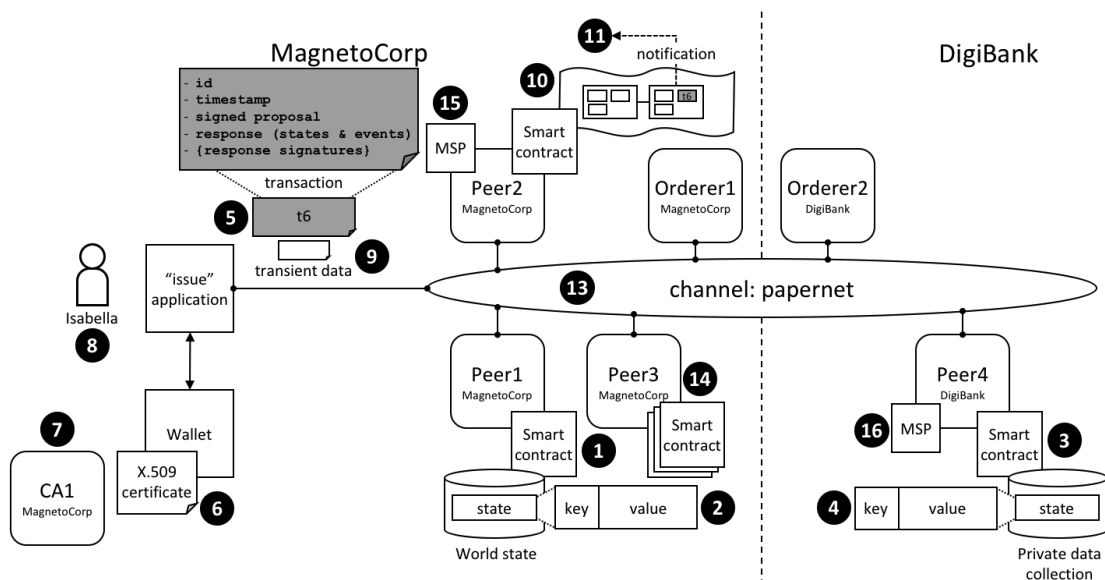 MagnetoCorp
DigiBank
11
notification
- id
- timestamp
- signed proposal
- response (states & events)
- {response signatures}
10
15
t6
MSP
Smart
contract
transaction
Peer2
MagnetoCorp
Orderer1
MagnetoCorp
Orderer2
DigiBank
5
t6
9
transient data
"issue"
application
Isabella
8
13
channel: papernet
Peer1
MagnetoCorp
Peer3
MagnetoCorp
14
Peer4
DigiBank
Wallet
7
Smart
contract
1
Smart
contract
16
MSP
Smart
contract
3
X.509
certificate
CA1
MagnetoCorp
6
state
key
value
2
4
key
value
state
World state
Private data
collection